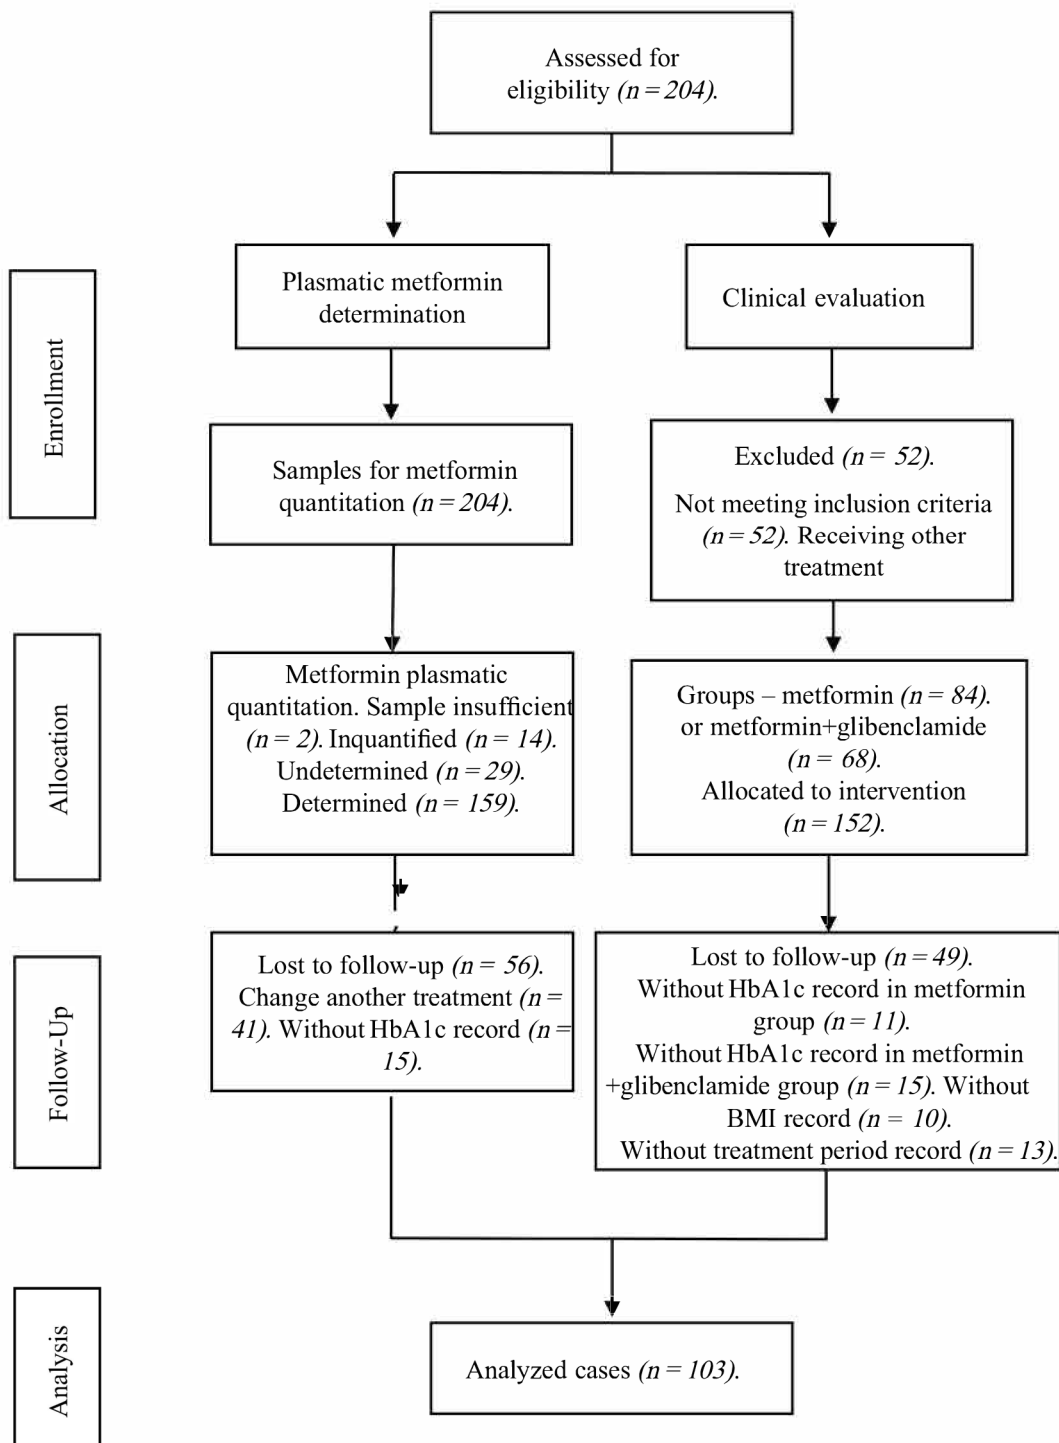 Assessed for
eligibility (n = 204).
Plasmatic metformin
determination
Clinical evaluation
Enrollment
Samples for metformin
quantitation (n = 204).
Excluded (n = 52).
Not meeting inclusion criteria
(n = 52). Receiving other
treatment
Allocation
Metformin plasmatic
quantitation. Sample insufficient
(n = 2). Inquantified (n = 14).
Undetermined (n = 29).
Determined (n = 159).
Groups – metformin (n = 84).
or metformin+glibenclamide
(n = 68).
Allocated to intervention
(n = 152).
Follow-Up
Lost to follow-up (n = 56).
Change another treatment (n =
41). Without HbA1c record (n =
15).
Lost to follow-up (n = 49).
Without HbA1c record in metformin
group (n = 11).
Without HbA1c record in metformin
+glibenclamide group (n = 15). Without
BMI record (n = 10).
Without treatment period record (n = 13).
Analysis
Analyzed cases (n = 103).